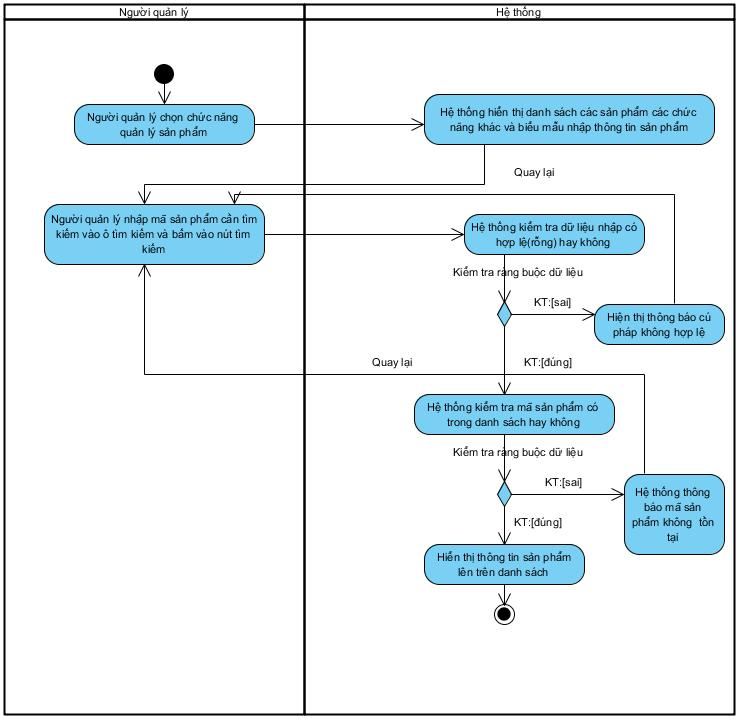 Người quản lý
Hệ thống
Người quản lý chọn chức năng
quản lý sản phẩm
Hệ thống hiển thị danh sách các sản phẩm các chức
năng khác và biểu mẫu nhập thông tin sản phẩm
Quay lại
Người quản lý nhập mã sản phẩm cần tìm
kiếm vào ô tìm kiếm và bấm vào nút tìm
kiếm
Hệ thống kiểm tra dữ liệu nhập có
hợp lệ(rỗng) hay không
Kiểm tra ràng buộc dữ liệu
KT:[sai]
Hiện thị thông báo cú
pháp không hợp lệ
Quay lại
KT:[đúng]
Hệ thống kiểm tra mã sản phẩm có
trong danh sách hay không
Kiểm tra ràng buộc dữ liệu
KT:[sai]
Hệ thống thông
báo mã sản
phẩm không tồn
tại
KT:[đúng]
Hiển thị thông tin sản phẩm
lên trên danh sách